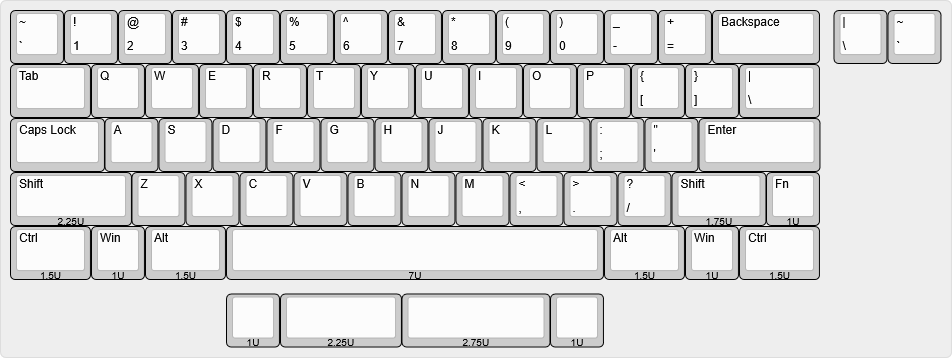 ~ ! @ # $ % ^ & * ( ) _ + Backspace | ~
` 1 2 3 4 5 6 7 8 9 0 - = \ `
Tab Q W E R T Y U I O P { } |
[ ] \
Caps Lock A S D F G H J K L : " Enter
; '
Shift Z X C V B N M < > ? Shift Fn
, . /
2.25U 1.75U 1U
Ctrl Win Alt Alt Win Ctrl
1.5U 1U 1.5U 7U 1.5U 1U 1.5U
1U 2.25U 2.75U 1U